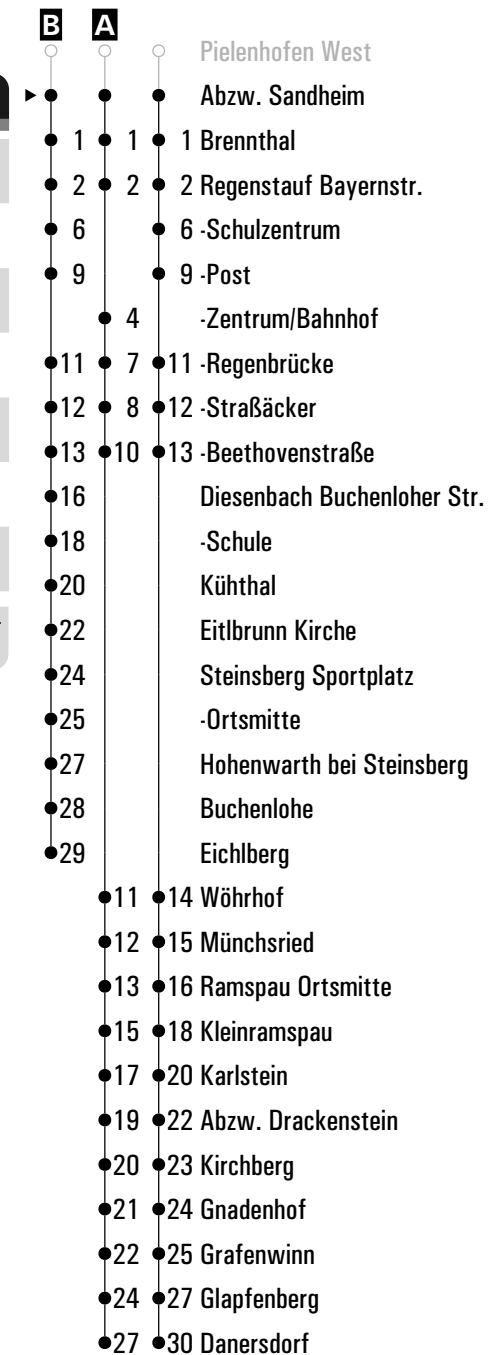 B A
Pielenhofen West
Abzw. Sandheim
1 1 1 Brennthal
2 2 2 Regenstauf Bayernstr.
6 6 -Schulzentrum
9 9 -Post
4 -Zentrum/Bahnhof
11 7 11 -Regenbrücke
12 8 12 -Straßäcker
13 10 13 -Beethovenstraße
16 Diesenbach Buchenloher Str.
18 -Schule
20 Kühthal
22 Eitlbrunn Kirche
24 Steinsberg Sportplatz
25 -Ortsmitte
27 Hohenwarth bei Steinsberg
28 Buchenlohe
29 Eichlberg
11 14 Wöhrhof
12 15 Münchsried
13 16 Ramspau Ortsmitte
15 18 Kleinramspau
17 20 Karlstein
19 22 Abzw. Drackenstein
20 23 Kirchberg
21 24 Gnadenhof
22 25 Grafenwinn
24 27 Glapfenberg
27 30 Danersdorf